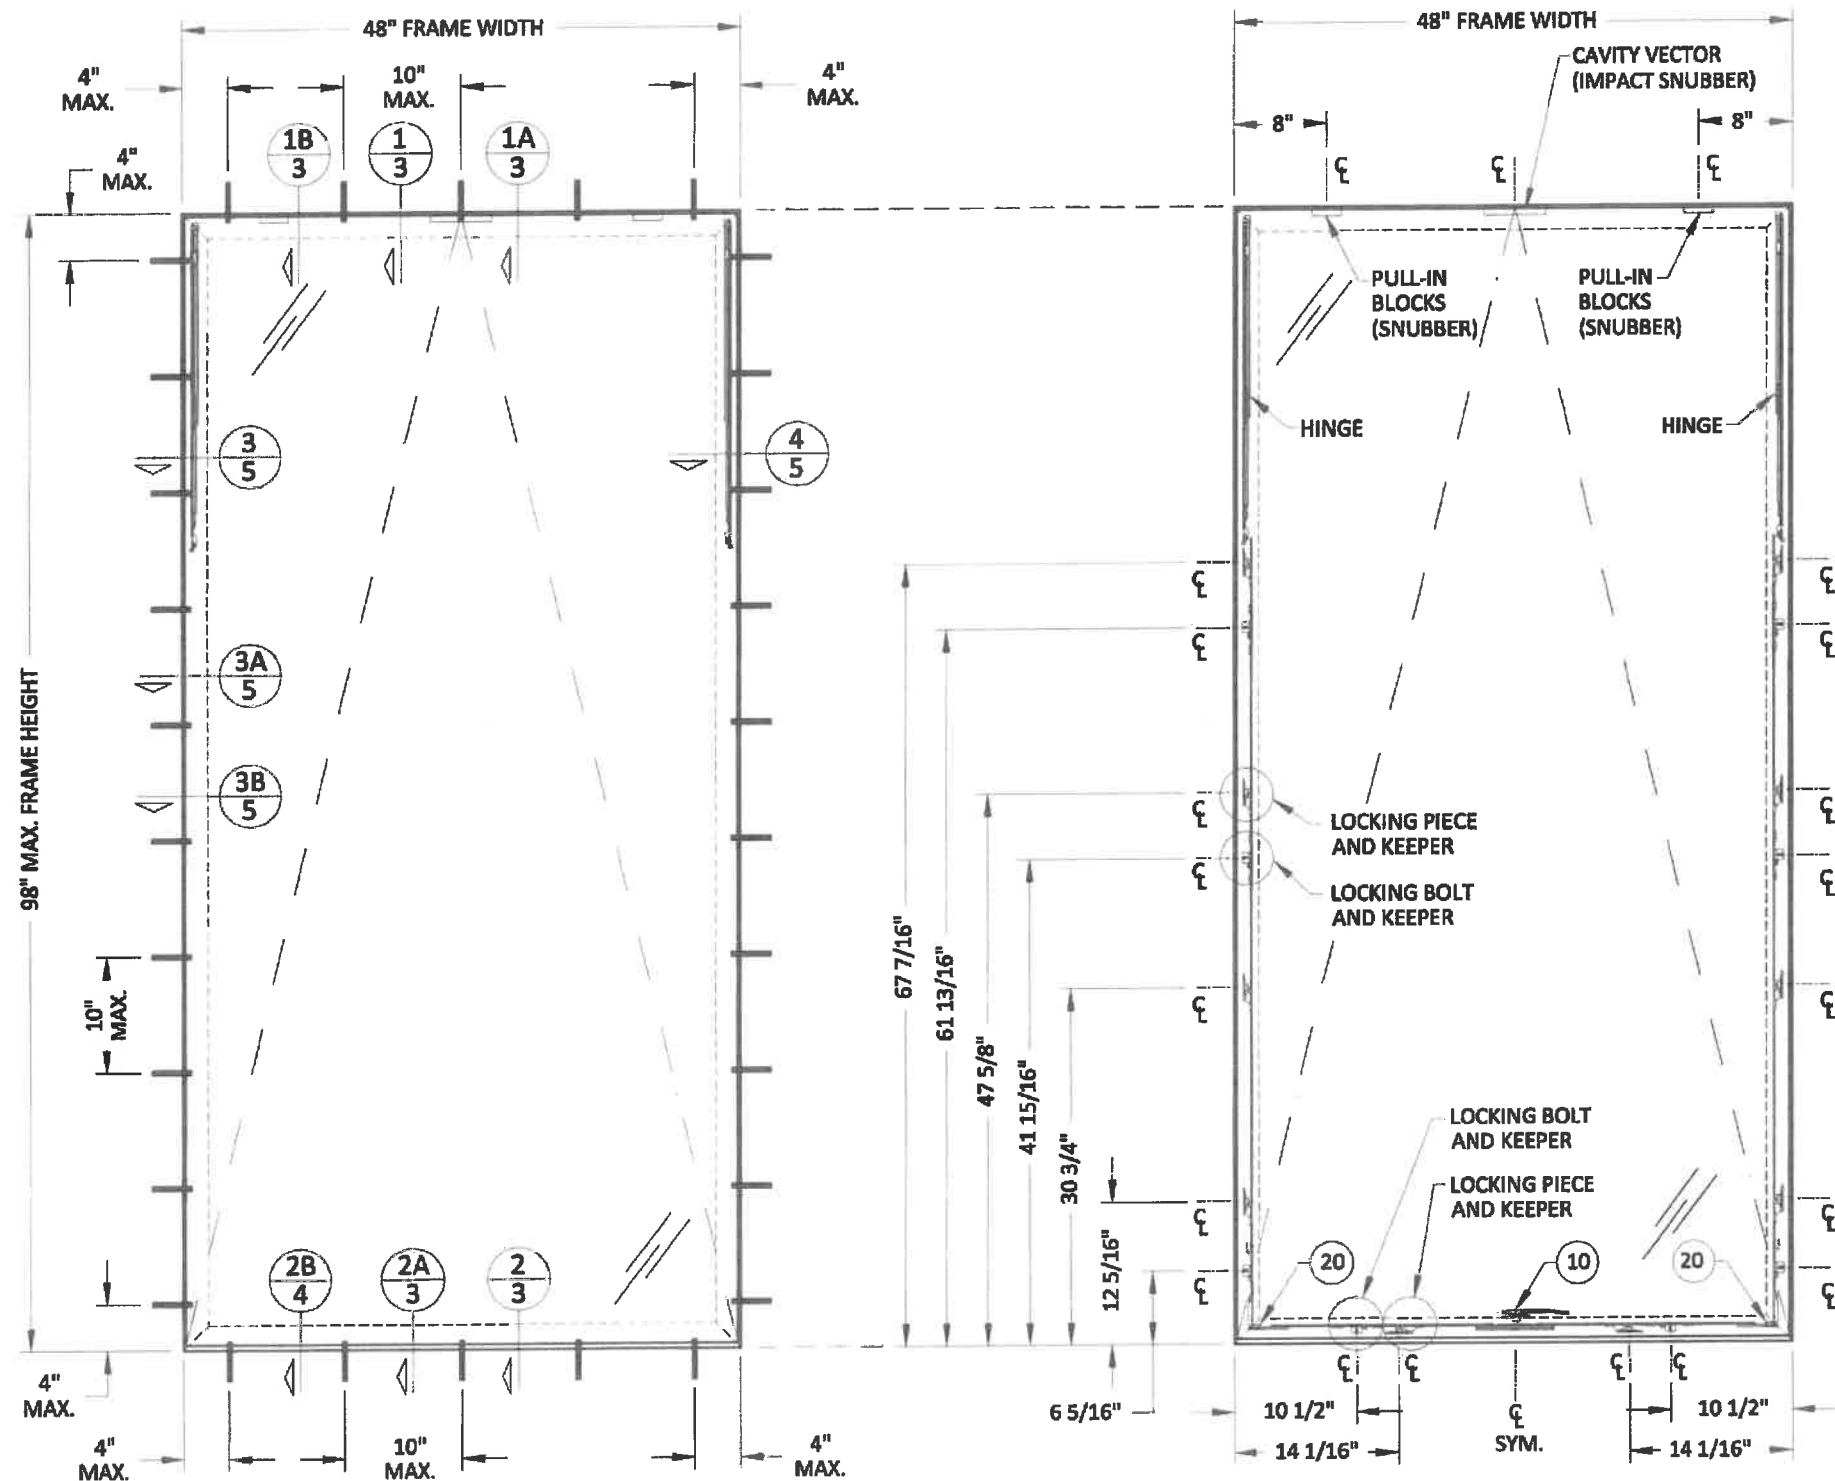 48" FRAME WIDTH
4"
MAX.
10"
MAX.
4"
MAX.
4"
MAX.
1B
3
1
3
1A
3
98" MAX. FRAME HEIGHT
3
5
4
5
3A
5
3B
5
10"
MAX.
2B
4
2A
3
2
3
4"
MAX.
4"
MAX.
10"
MAX.
4"
MAX.
48" FRAME WIDTH
CAVITY VECTOR
(IMPACT SNUBBER)
8"
8"
℄
℄
℄
PULL-IN
BLOCKS
(SNUBBER)
PULL-IN
BLOCKS
(SNUBBER)
HINGE
HINGE
℄
℄
℄
℄
℄
℄
℄
℄
℄
℄
℄
℄
℄
℄
LOCKING PIECE
AND KEEPER
LOCKING BOLT
AND KEEPER
67 7/16"
61 13/16"
47 5/8"
41 15/16"
30 3/4"
12 5/16"
6 5/16"
LOCKING BOLT
AND KEEPER
LOCKING PIECE
AND KEEPER
20
10
20
℄
℄
℄
℄
10 1/2"
℄
SYM.
10 1/2"
14 1/16"
14 1/16"